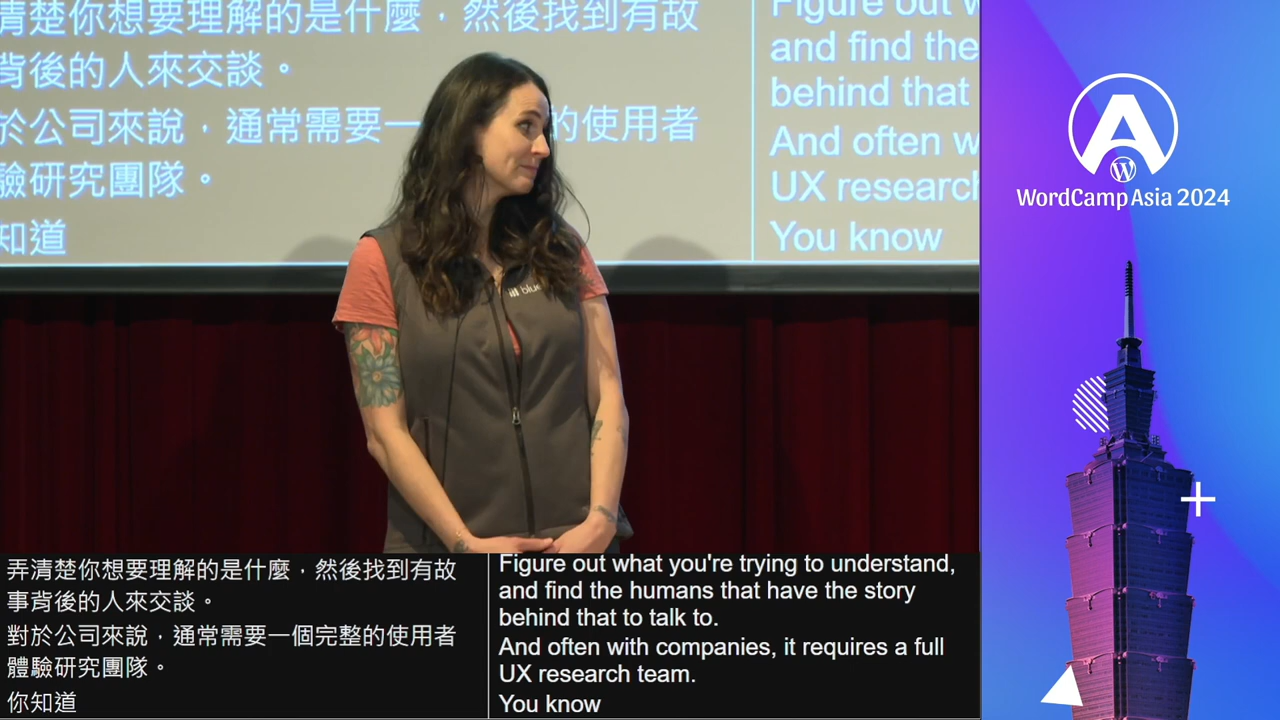 清楚你想要理解的是什麼，然後找到有故
背後的人來交談。
於公司來說，通常需要一
的使用者
驗研究團隊。
知道
Figure out
and find the
behind that
And often
UX research
You know
blue
WordCamp Asia 2024
弄清楚你想要理解的是什麼，然後找到有故
事背後的人來交談。
對於公司來說，通常需要一個完整的使用者
體驗研究團隊。
你知道
Figure out what you're trying to understand,
and find the humans that have the story
behind that to talk to.
And often with companies, it requires a full
UX research team.
You know